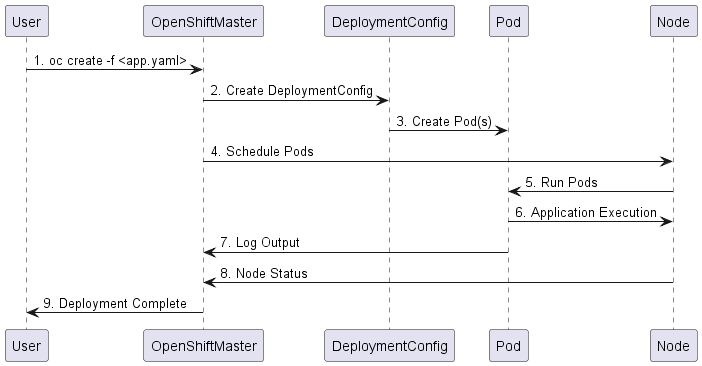 User OpenShiftMaster DeploymentConfig Pod Node
1. oc create -f <app.yaml>
2. Create DeploymentConfig
3. Create Pod(s)
4. Schedule Pods
5. Run Pods
6. Application Execution
7. Log Output
8. Node Status
9. Deployment Complete
User OpenShiftMaster DeploymentConfig Pod Node